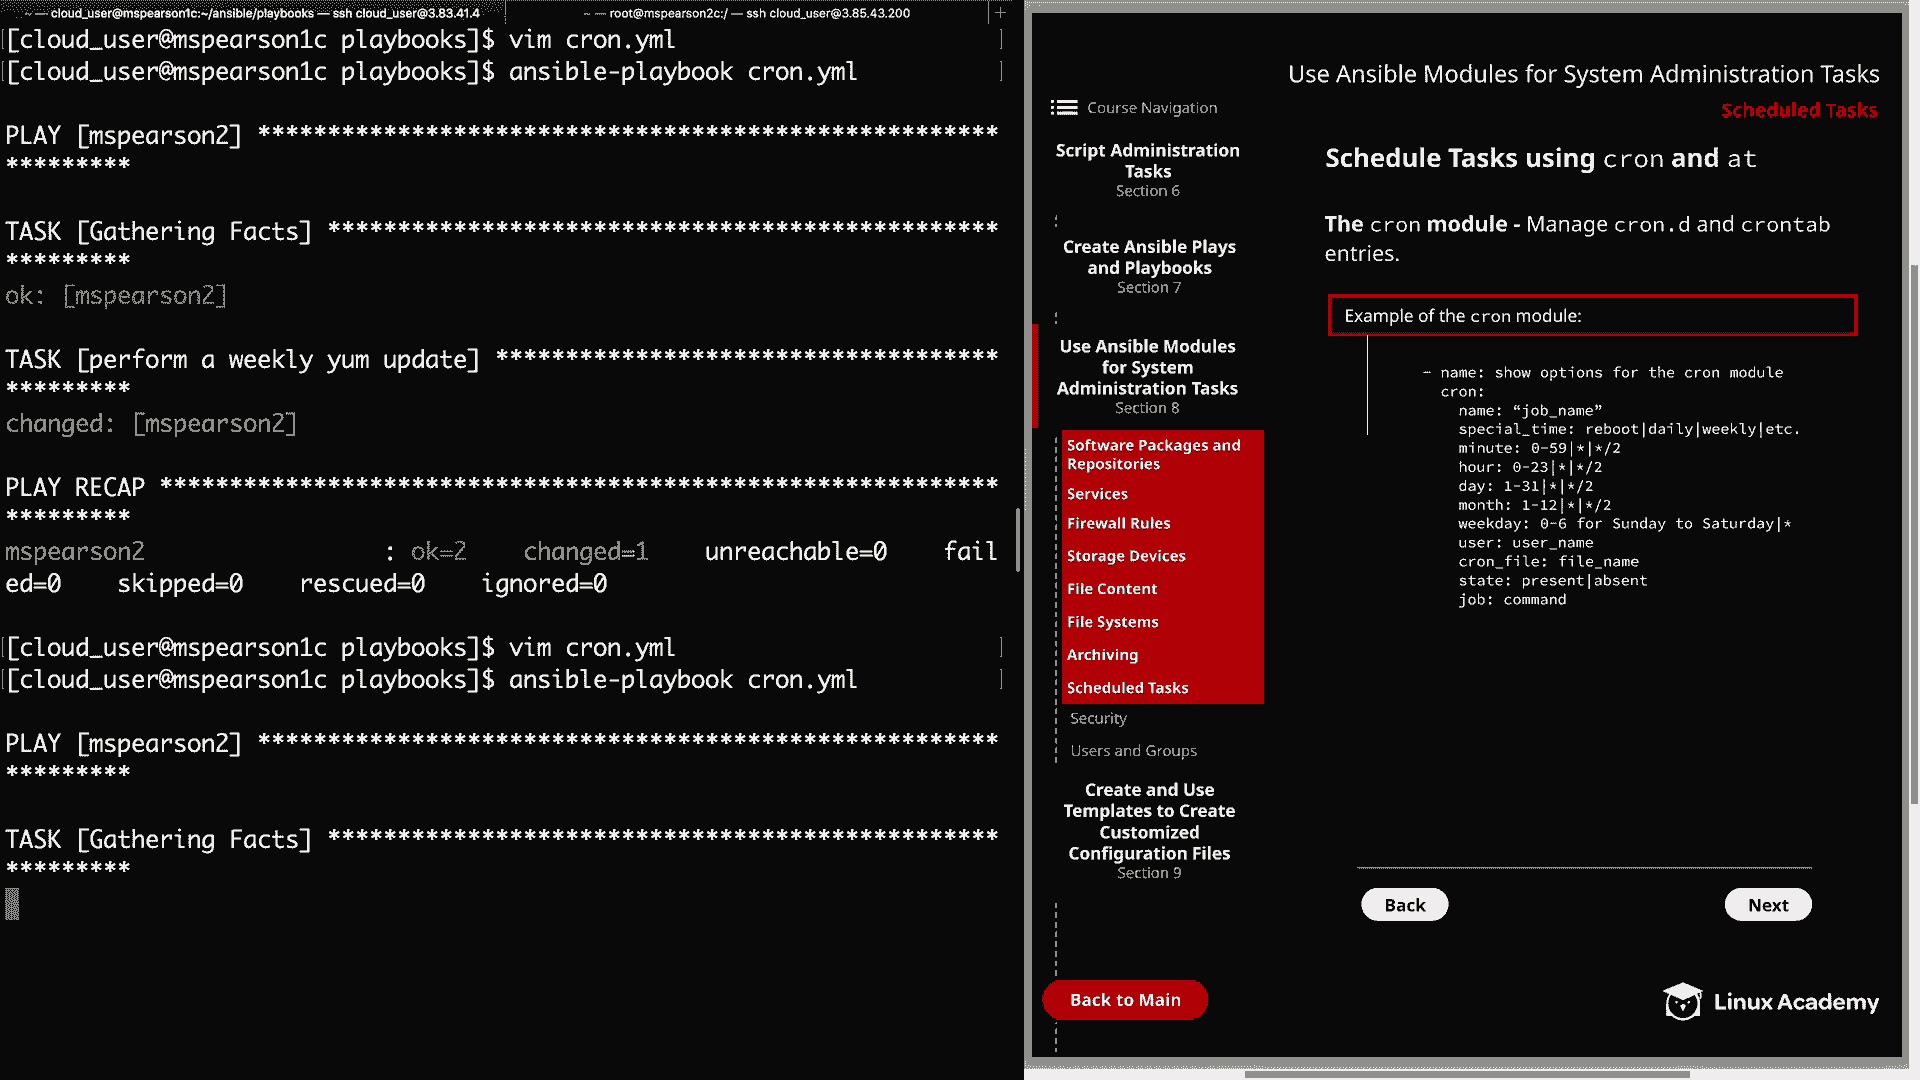 — cloud_user@mspearson1c:~/ansible/playbooks — ssh cloud_user@3.83.41.4
~ — root@mspearson2c:/ — ssh cloud_user@3.85.43.200
+
[cloud_user@mspearson1c playbooks]$ vim cron.yml
[cloud_user@mspearson1c playbooks]$ ansible-playbook cron.yml
PLAY [mspearson2] *****************************************************
*********
TASK [Gathering Facts] ************************************************
*********
ok: [mspearson2]
TASK [perform a weekly yum update] ************************************
*********
changed: [mspearson2]
PLAY RECAP ************************************************************
*********
mspearson2                 : ok=2    changed=1    unreachable=0    fail
ed=0    skipped=0    rescued=0    ignored=0
[cloud_user@mspearson1c playbooks]$ vim cron.yml
[cloud_user@mspearson1c playbooks]$ ansible-playbook cron.yml
PLAY [mspearson2] *****************************************************
*********
TASK [Gathering Facts] ************************************************
*********
Use Ansible Modules for System Administration Tasks
Scheduled Tasks
Course Navigation
Script Administration
Tasks
Section 6
Create Ansible Plays
and Playbooks
Section 7
Use Ansible Modules
for System
Administration Tasks
Section 8
Software Packages and
Repositories
Services
Firewall Rules
Storage Devices
File Content
File Systems
Archiving
Scheduled Tasks
Security
Users and Groups
Create and Use
Templates to Create
Customized
Configuration Files
Section 9
Back to Main
Schedule Tasks using cron and at
The cron module - Manage cron.d and crontab
entries.
Example of the cron module:
- name: show options for the cron module
cron:
name: “job_name”
special_time: reboot|daily|weekly|etc.
minute: 0-59|*|*/2
hour: 0-23|*|*/2
day: 1-31|*|*/2
month: 1-12|*|*/2
weekday: 0-6 for Sunday to Saturday|*
user: user_name
cron_file: file_name
state: present|absent
job: command
Back
Next
Linux Academy